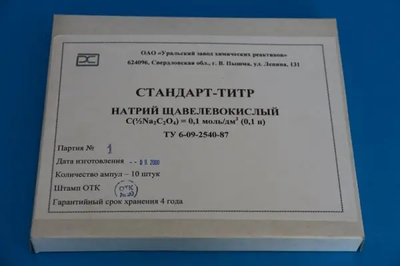 ОАО «Уральский завод химических реактивов»
624096, Свердловская обл., г. В. Пышма, ул. Ленина, 131
СТАНДАРТ-ТИТР
НАТРИЙ ЩАВЕЛЕВОКИСЛЫЙ
C(½Na₂C₂O₄) = 0,1 моль/дм³ (0,1 н)
ТУ 6-09-2540-87
Партия № 1
Дата изготовления
Количество ампул – 10 штук
Штамп ОТК
Гарантийный срок хранения 4 года